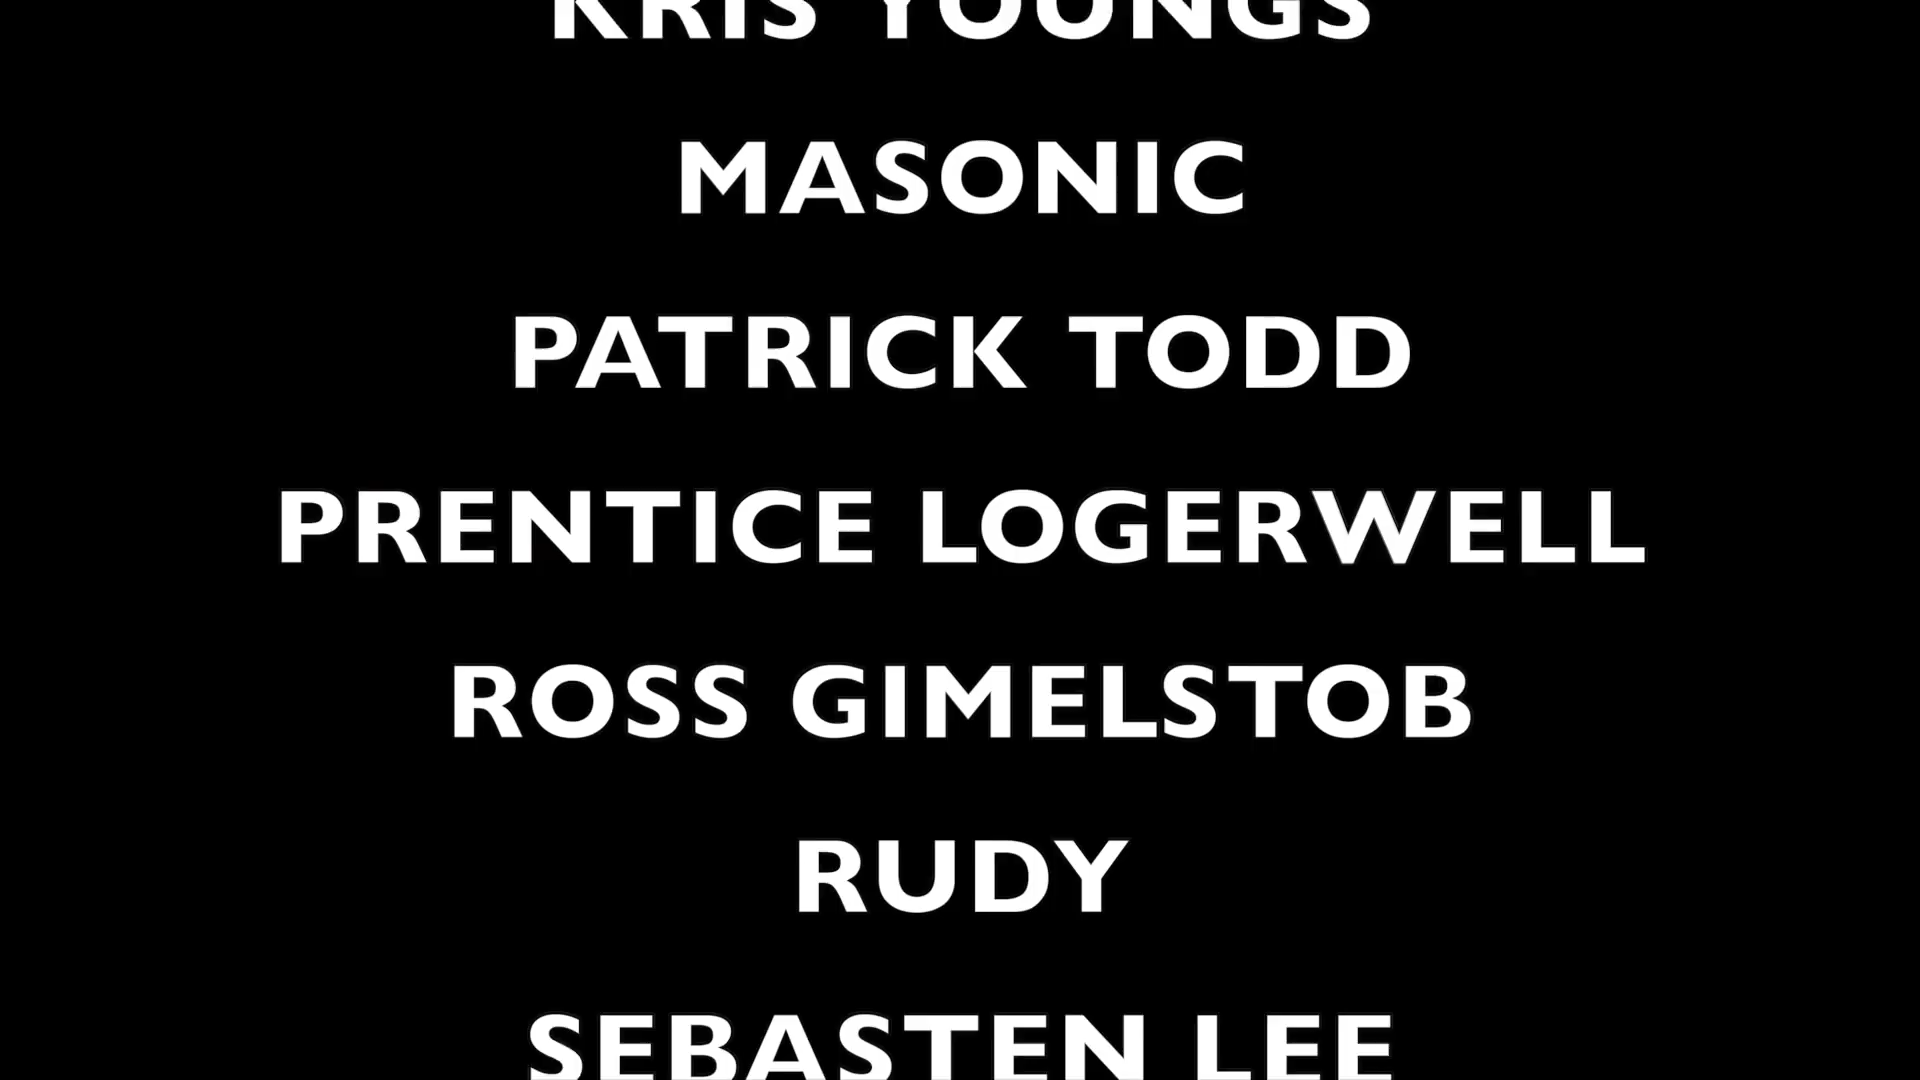 KRIS YOUNGS
MASONIC
PATRICK TODD
PRENTICE LOGERWELL
ROSS GIMELSTOB
RUDY
SEBASTEN LEE